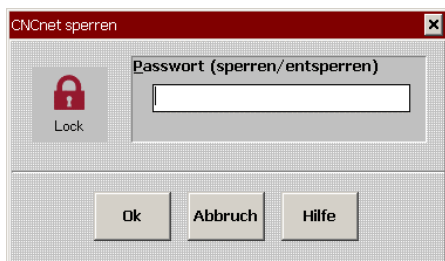 CNCnet sperren
Passwort (sperren/entsperren)
Lock
Ok
Abbruch
Hilfe